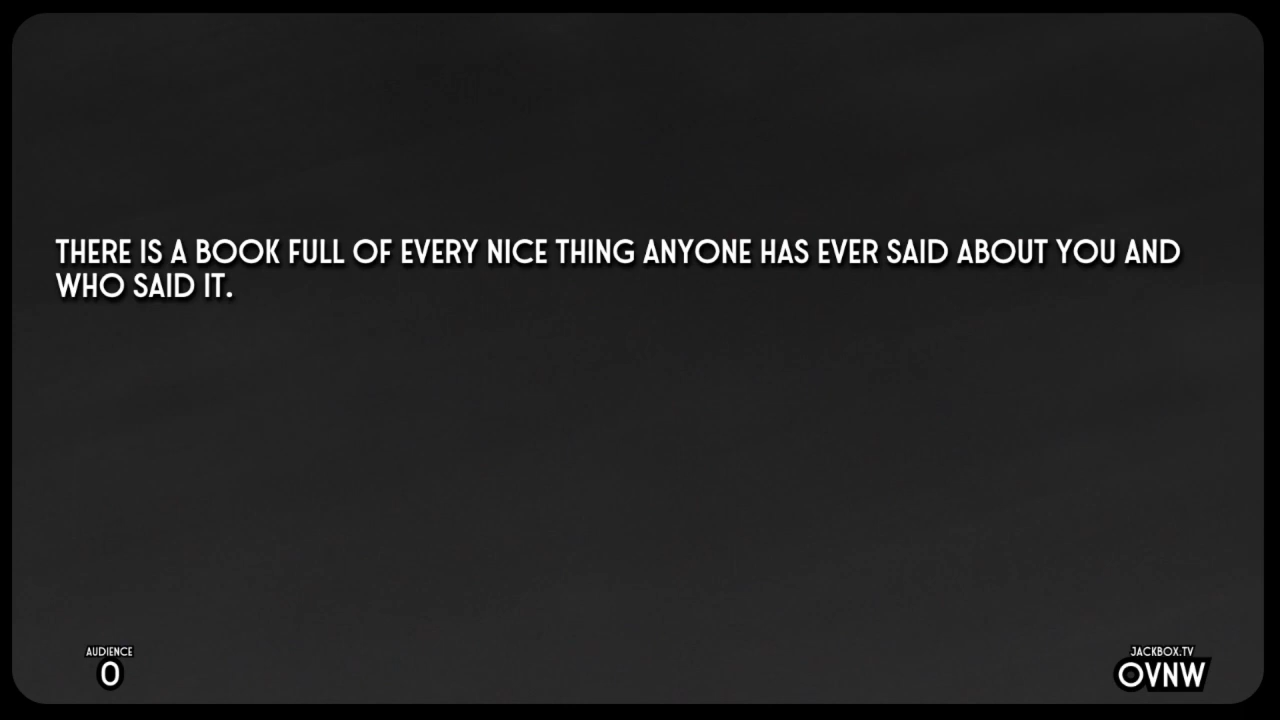 THERE IS A BOOK FULL OF EVERY NICE THING ANYONE HAS EVER SAID ABOUT YOU AND
WHO SAID IT.
AUDIENCE
0
JACKBOX.TV
OVNW